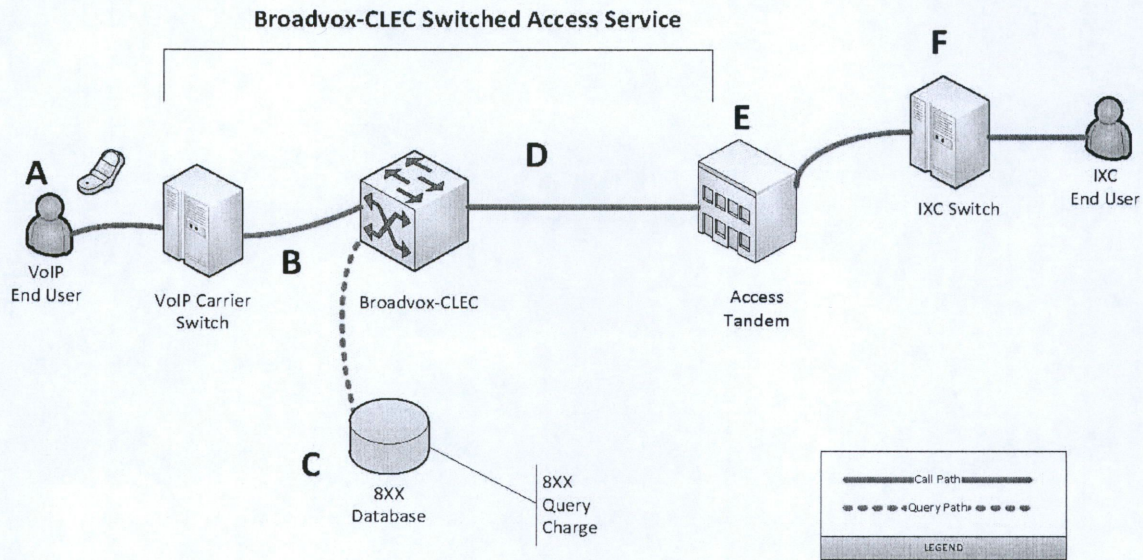 Broadvox-CLEC Switched Access Service
F
E
D
A
IXC Switch
IXC
End User
B
VoIP
End User
VoIP Carrier
Switch
Broadvox-CLEC
Access
Tandem
C
8XX
Database
8XX
Query
Charge
Call Path
Query Path
LEGEND